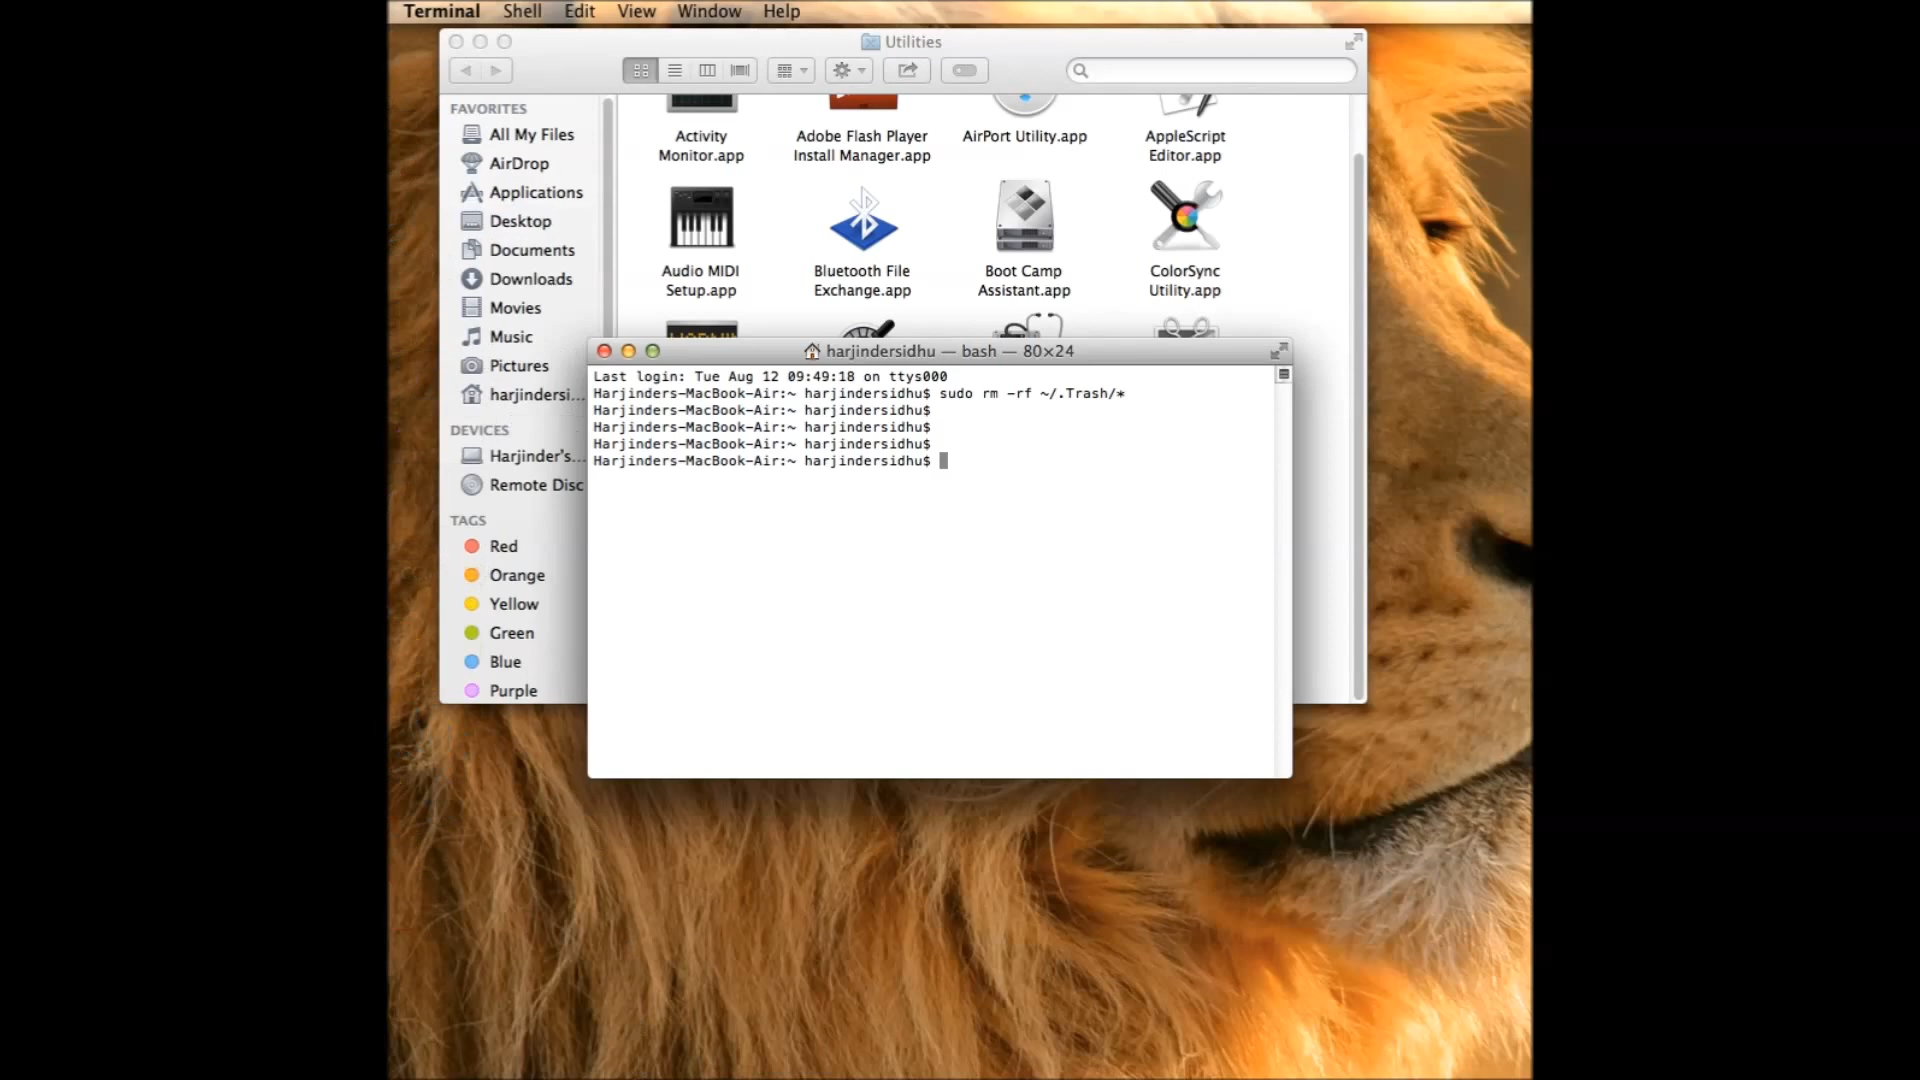 Terminal Shell Edit View Window Help
Utilities
FAVORITES
All My Files
AirDrop
Applications
Desktop
Documents
Downloads
Movies
Music
Pictures
harjindersi...
DEVICES
Harjinder's...
Remote Disc
TAGS
Red
Orange
Yellow
Green
Blue
Purple
Activity
Monitor.app
Adobe Flash Player
Install Manager.app
AirPort Utility.app
AppleScript
Editor.app
Audio MIDI
Setup.app
Bluetooth File
Exchange.app
Boot Camp
Assistant.app
ColorSync
Utility.app
harjindersidhu — bash — 80×24
Last login: Tue Aug 12 09:49:18 on ttys000
Harjinders-MacBook-Air:~ harjindersidhu$ sudo rm -rf ~/.Trash/*
Harjinders-MacBook-Air:~ harjindersidhu$
Harjinders-MacBook-Air:~ harjindersidhu$
Harjinders-MacBook-Air:~ harjindersidhu$
Harjinders-MacBook-Air:~ harjindersidhu$